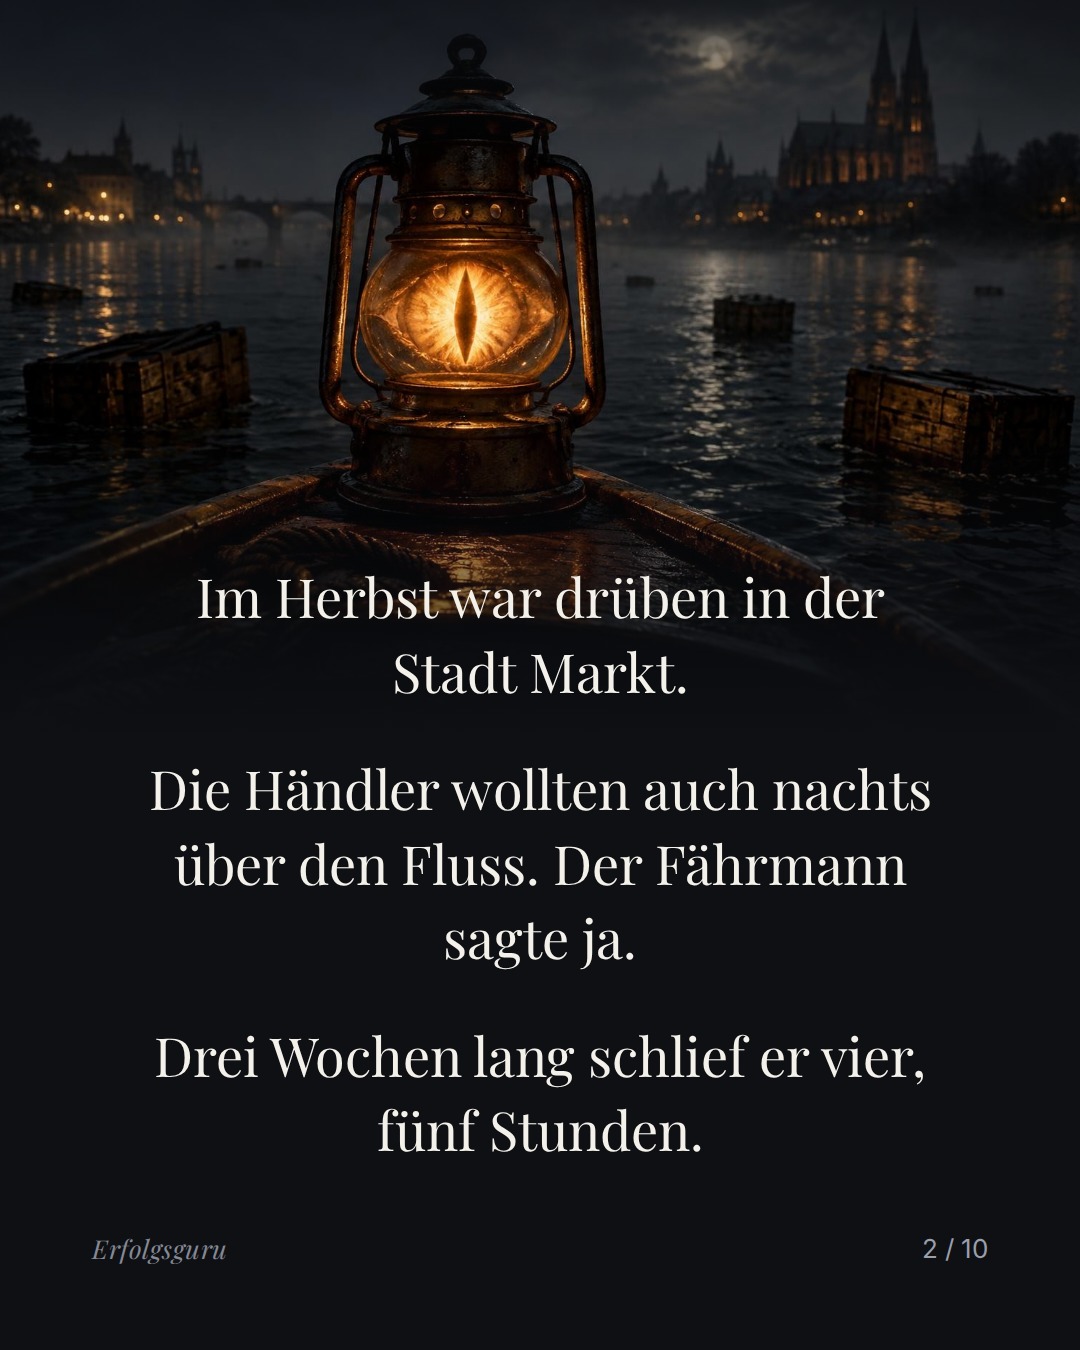 Im Herbst war drüben in der
Stadt Markt.
Die Händler wollten auch nachts
über den Fluss. Der Fährmann
sagte ja.
Drei Wochen lang schlief er vier,
fünf Stunden.
Erfolgsguru
2 / 10